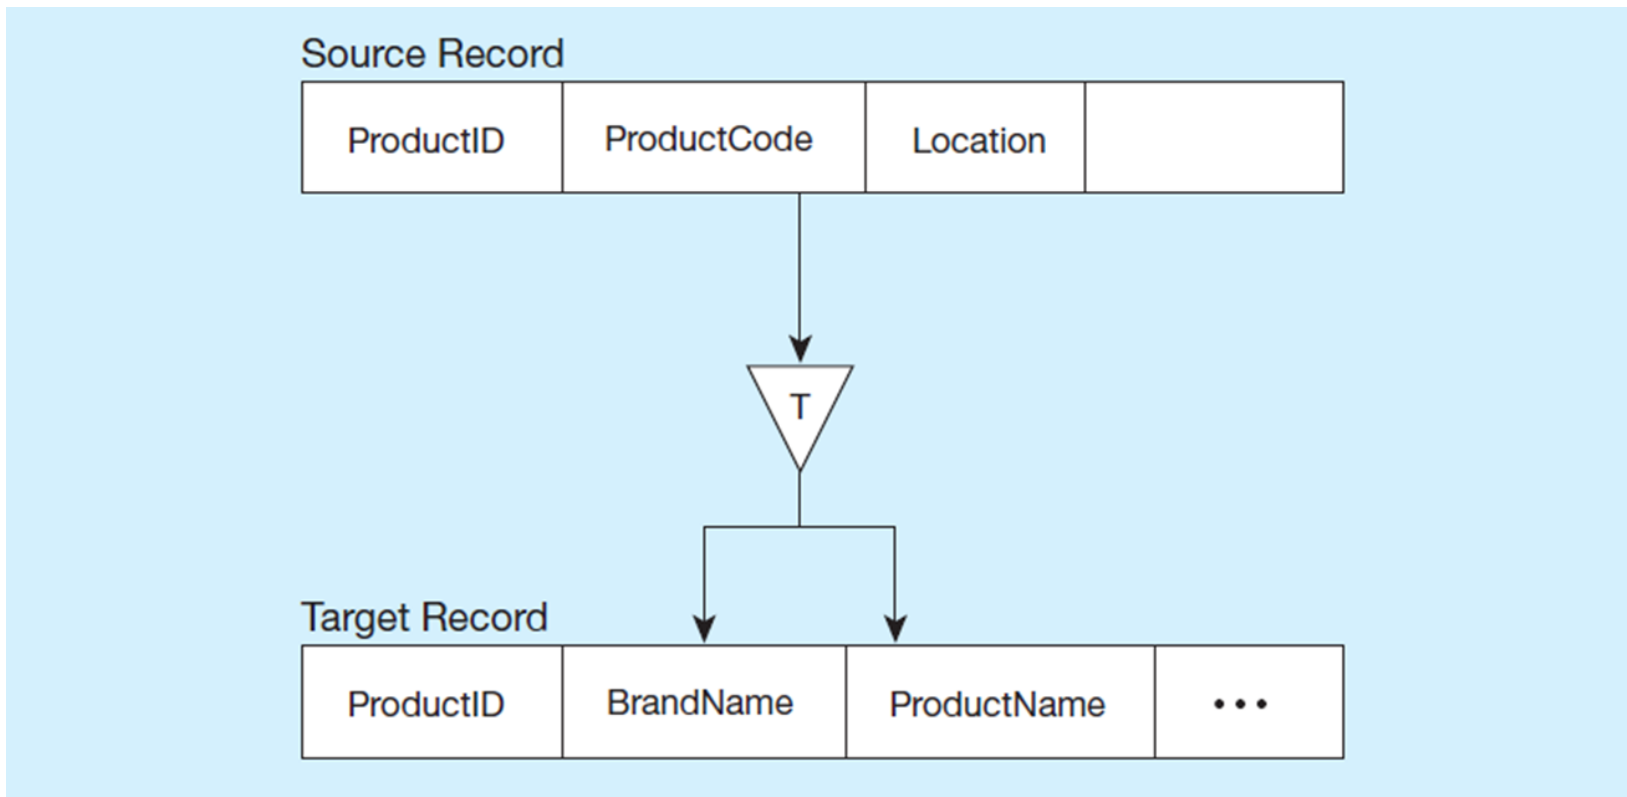 Source Record
ProductID ProductCode Location
T
Target Record
ProductID BrandName ProductName •••